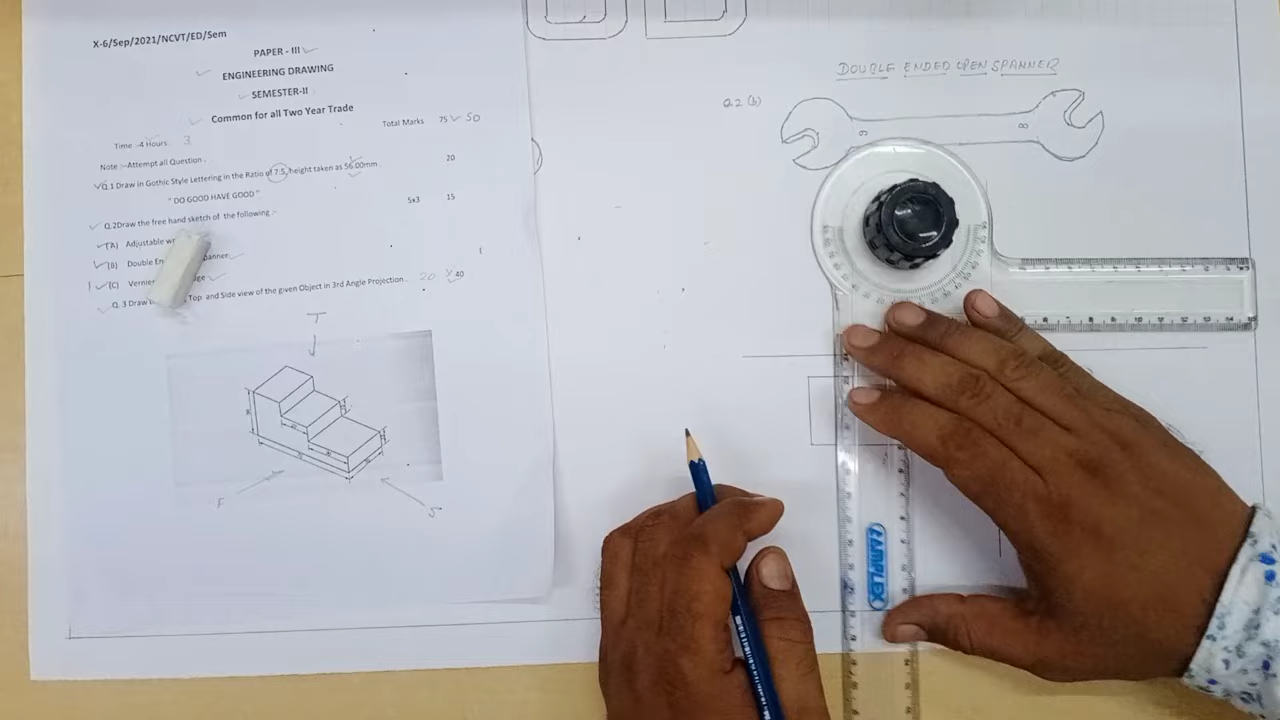 X-6/Sep/2021/NCVT/ED/Sem
PAPER - III
ENGINEERING DRAWING
SEMESTER-II
Common for all Two Year Trade
Time :-4 Hours. 3
Total Marks 75 50
Note :-Attempt all Question.
Q.1 Draw in Gothic Style Lettering in the Ratio of 7:5, height taken as 56.00mm. 20
" DO GOOD HAVE GOOD "
Q.2Draw the free hand sketch of the following :- 5x3 15
(A) Adjustable
(B) Double
(C)
Q. 3 Draw Top and Side view of the given Object in 3rd Angle Projection. 20 40
T
F
S
DOUBLE ENDED OPEN SPANNER
Q.2 (b)
9
8
CAMPLEX